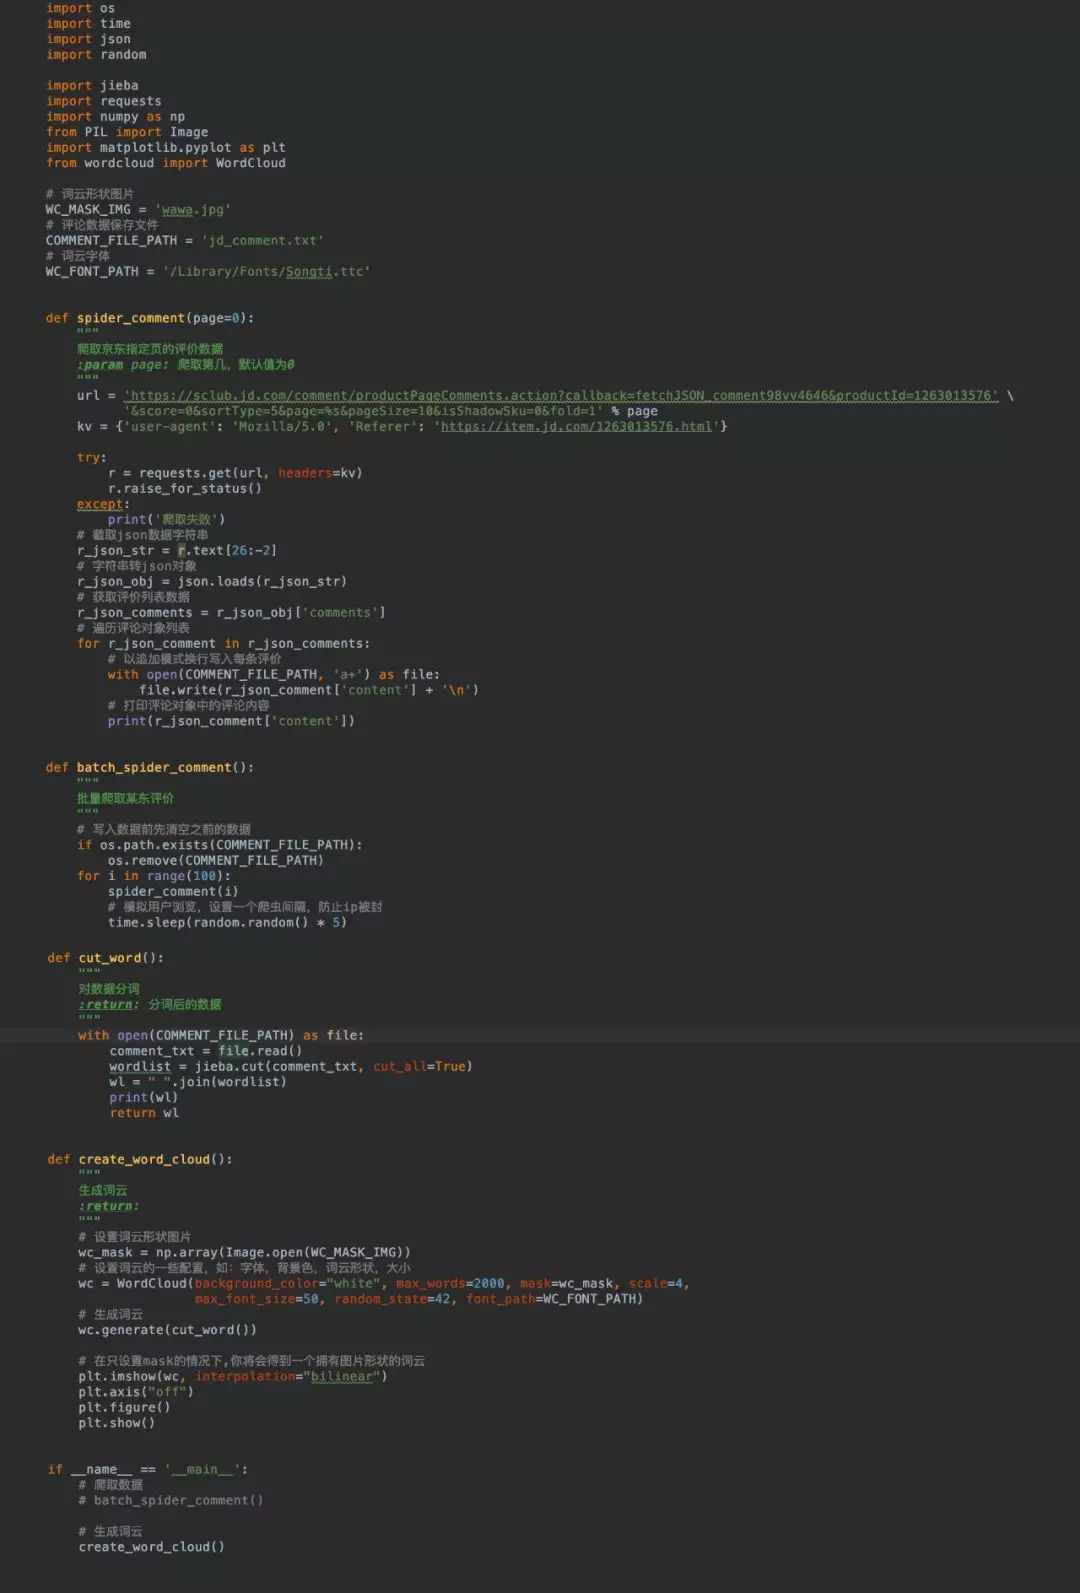 import os
import time
import json
import random

import jieba
import requests
import numpy as np
from PIL import Image
import matplotlib.pyplot as plt
from wordcloud import WordCloud

# 词云形状图片
WC_MASK_IMG = 'wawa.jpg'
# 评论数据保存文件
COMMENT_FILE_PATH = 'jd_comment.txt'
# 词云字体
WC_FONT_PATH = '/Library/Fonts/Songti.ttc'


def spider_comment(page=0):
    """
    爬取京东指定页的评价数据
    :param page: 爬取第几，默认值为0
    """
    url = 'https://sclub.jd.com/comment/productPageComments.action?callback=fetchJSON_comment98vv4646&productId=1263013576' \
          '&score=0&sortType=5&page=%s&pageSize=10&isShadowSku=0&fold=1' % page
    kv = {'user-agent': 'Mozilla/5.0', 'Referer': 'https://item.jd.com/1263013576.html'}

    try:
        r = requests.get(url, headers=kv)
        r.raise_for_status()
    except:
        print('爬取失败')
    # 截取json数据字符串
    r_json_str = r.text[26:-2]
    # 字符串转json对象
    r_json_obj = json.loads(r_json_str)
    # 获取评价列表数据
    r_json_comments = r_json_obj['comments']
    # 遍历评论对象列表
    for r_json_comment in r_json_comments:
        # 以追加模式换行写入每条评价
        with open(COMMENT_FILE_PATH, 'a+') as file:
            file.write(r_json_comment['content'] + '\n')
        # 打印评论对象中的评论内容
        print(r_json_comment['content'])


def batch_spider_comment():
    """
    批量爬取某东评价
    """
    # 写入数据前先清空之前的数据
    if os.path.exists(COMMENT_FILE_PATH):
        os.remove(COMMENT_FILE_PATH)
    for i in range(100):
        spider_comment(i)
        # 模拟用户浏览，设置一个爬虫间隔，防止ip被封
        time.sleep(random.random() * 5)

def cut_word():
    """
    对数据分词
    :return: 分词后的数据
    """
    with open(COMMENT_FILE_PATH) as file:
        comment_txt = file.read()
        wordlist = jieba.cut(comment_txt, cut_all=True)
        wl = " ".join(wordlist)
        print(wl)
        return wl


def create_word_cloud():
    """
    生成词云
    :return:
    """
    # 设置词云形状图片
    wc_mask = np.array(Image.open(WC_MASK_IMG))
    # 设置词云的一些配置，如：字体，背景色，词云形状，大小
    wc = WordCloud(background_color="white", max_words=2000, mask=wc_mask, scale=4,
                   max_font_size=50, random_state=42, font_path=WC_FONT_PATH)
    # 生成词云
    wc.generate(cut_word())

    # 在只设置mask的情况下,你将会得到一个拥有图片形状的词云
    plt.imshow(wc, interpolation="bilinear")
    plt.axis("off")
    plt.figure()
    plt.show()


if __name__ == '__main__':
    # 爬取数据
    # batch_spider_comment()

    # 生成词云
    create_word_cloud()